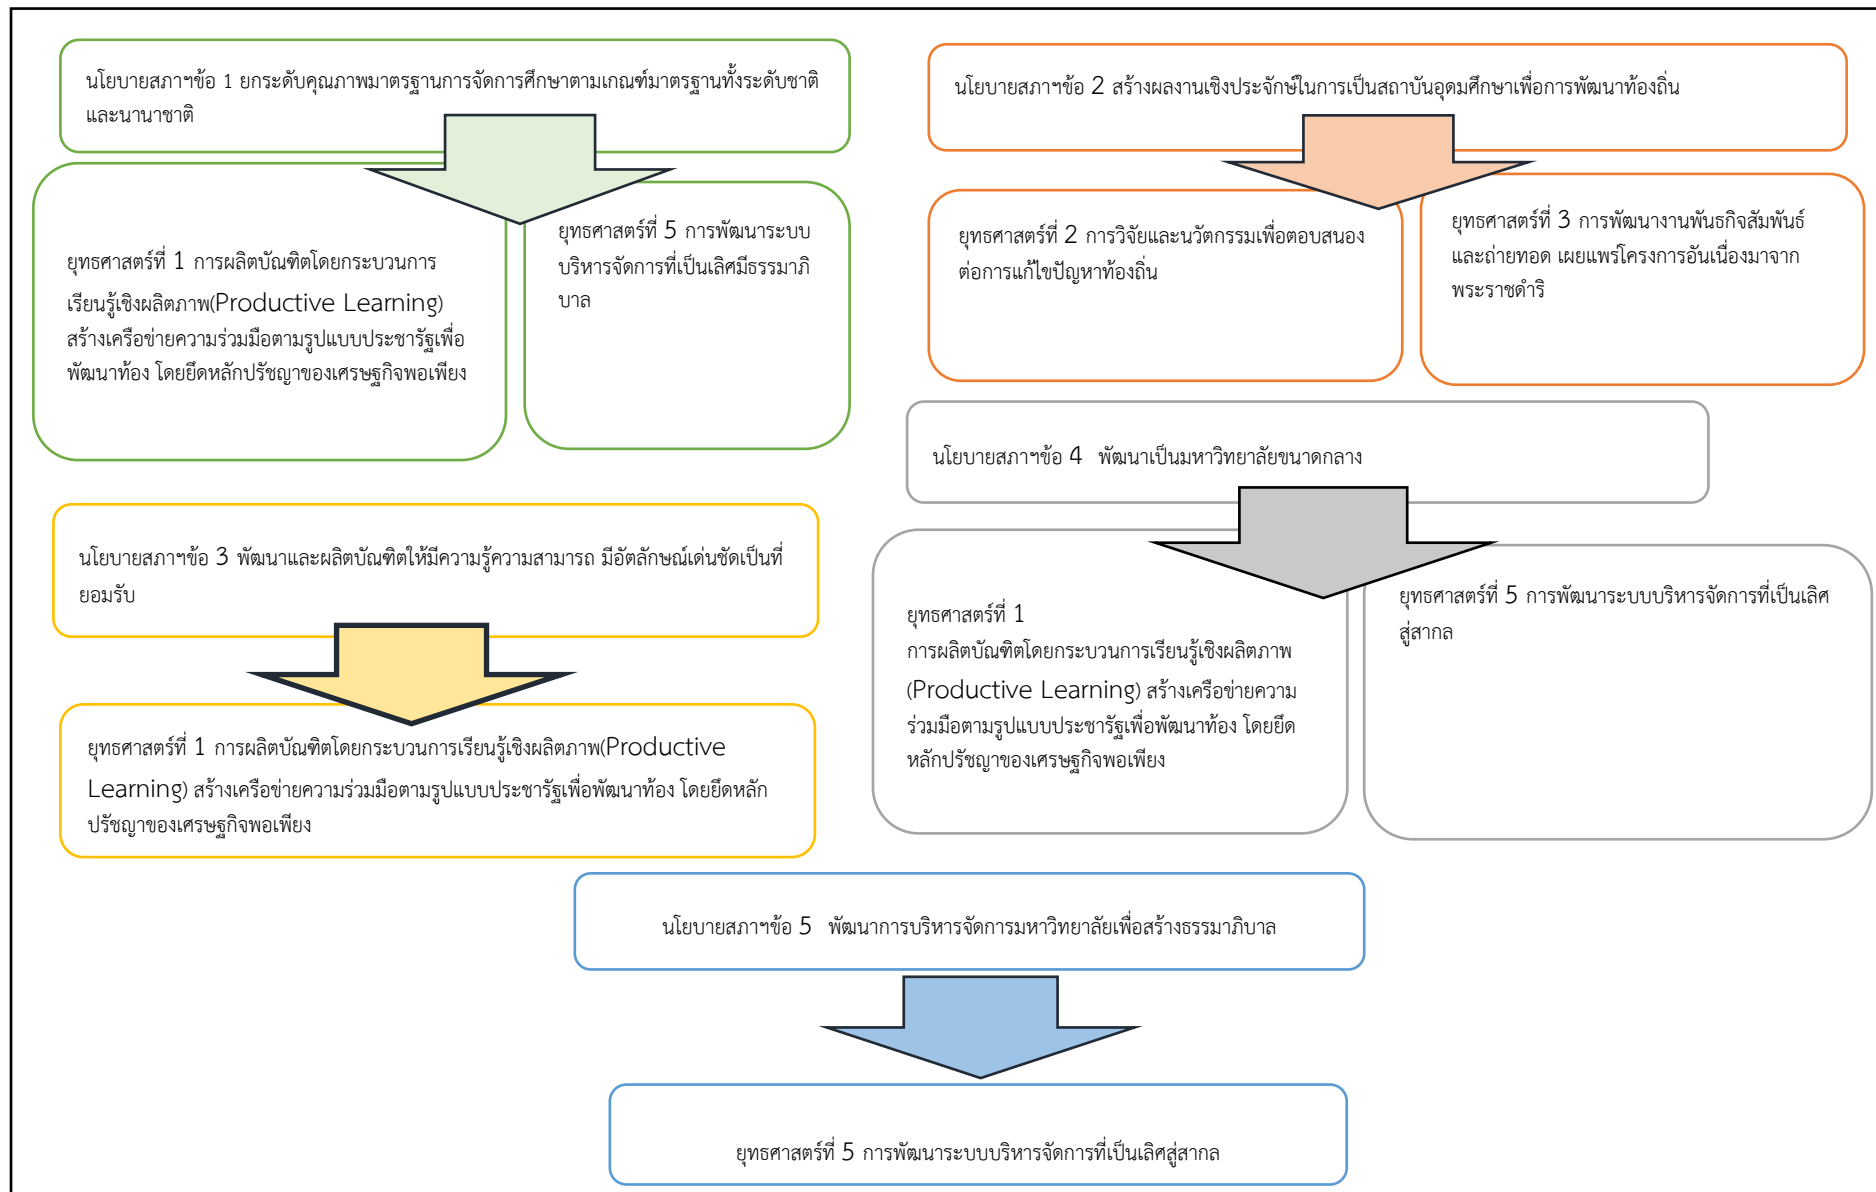 นโยบายสภาฯข้อ 1 ยกระดับคุณภาพมาตรฐานการจัดการศึกษาตามเกณฑ์มาตรฐานทั้งระดับชาติ
และนานาชาติ
ยุทธศาสตร์ที่ 1 การผลิตบัณฑิตโดยกระบวนการ
เรียนรู้เชิงผลิตภาพ(Productive Learning)
สร้างเครือข่ายความร่วมมือตามรูปแบบประชารัฐเพื่อ
พัฒนาท้อง โดยยึดหลักปรัชญาของเศรษฐกิจพอเพียง
ยุทธศาสตร์ที่ 5 การพัฒนาระบบ
บริหารจัดการที่เป็นเลิศมีธรรมาภิ
บาล
นโยบายสภาฯข้อ 2 สร้างผลงานเชิงประจักษ์ในการเป็นสถาบันอุดมศึกษาเพื่อการพัฒนาท้องถิ่น
ยุทธศาสตร์ที่ 2 การวิจัยและนวัตกรรมเพื่อตอบสนอง
ต่อการแก้ไขปัญหาท้องถิ่น
ยุทธศาสตร์ที่ 3 การพัฒนางานพันธกิจสัมพันธ์
และถ่ายทอด เผยแพร่โครงการอันเนื่องมาจาก
พระราชดำริ
นโยบายสภาฯข้อ 3 พัฒนาและผลิตบัณฑิตให้มีความรู้ความสามารถ มีอัตลักษณ์เด่นชัดเป็นที่
ยอมรับ
ยุทธศาสตร์ที่ 1 การผลิตบัณฑิตโดยกระบวนการเรียนรู้เชิงผลิตภาพ(Productive
Learning) สร้างเครือข่ายความร่วมมือตามรูปแบบประชารัฐเพื่อพัฒนาท้อง โดยยึดหลัก
ปรัชญาของเศรษฐกิจพอเพียง
นโยบายสภาฯข้อ 4 พัฒนาเป็นมหาวิทยาลัยขนาดกลาง
ยุทธศาสตร์ที่ 1
การผลิตบัณฑิตโดยกระบวนการเรียนรู้เชิงผลิตภาพ
(Productive Learning) สร้างเครือข่ายความ
ร่วมมือตามรูปแบบประชารัฐเพื่อพัฒนาท้อง โดยยึด
หลักปรัชญาของเศรษฐกิจพอเพียง
ยุทธศาสตร์ที่ 5 การพัฒนาระบบบริหารจัดการที่เป็นเลิศ
สู่สากล
นโยบายสภาฯข้อ 5 พัฒนาการบริหารจัดการมหาวิทยาลัยเพื่อสร้างธรรมาภิบาล
ยุทธศาสตร์ที่ 5 การพัฒนาระบบบริหารจัดการที่เป็นเลิศสู่สากล